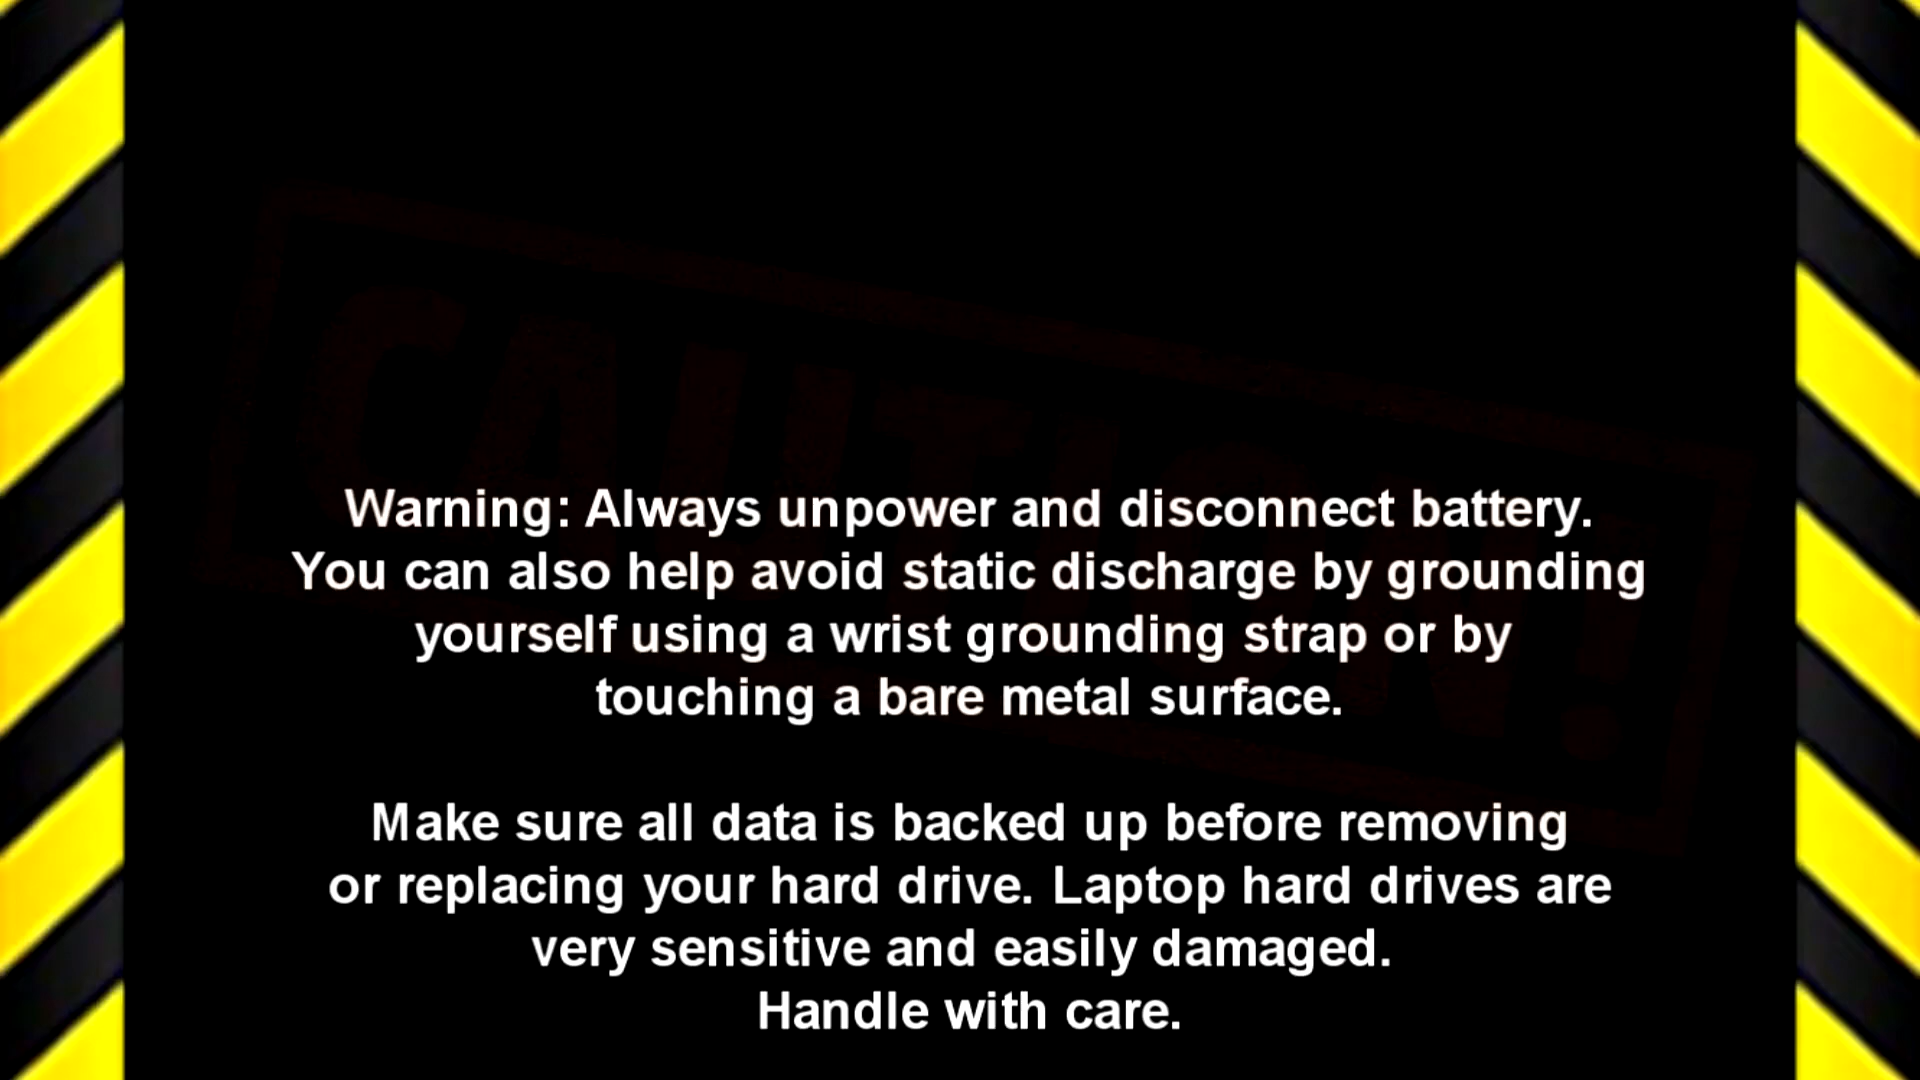 CAUTION!
Warning: Always unpower and disconnect battery.
You can also help avoid static discharge by grounding
yourself using a wrist grounding strap or by
touching a bare metal surface.
Make sure all data is backed up before removing
or replacing your hard drive. Laptop hard drives are
very sensitive and easily damaged.
Handle with care.